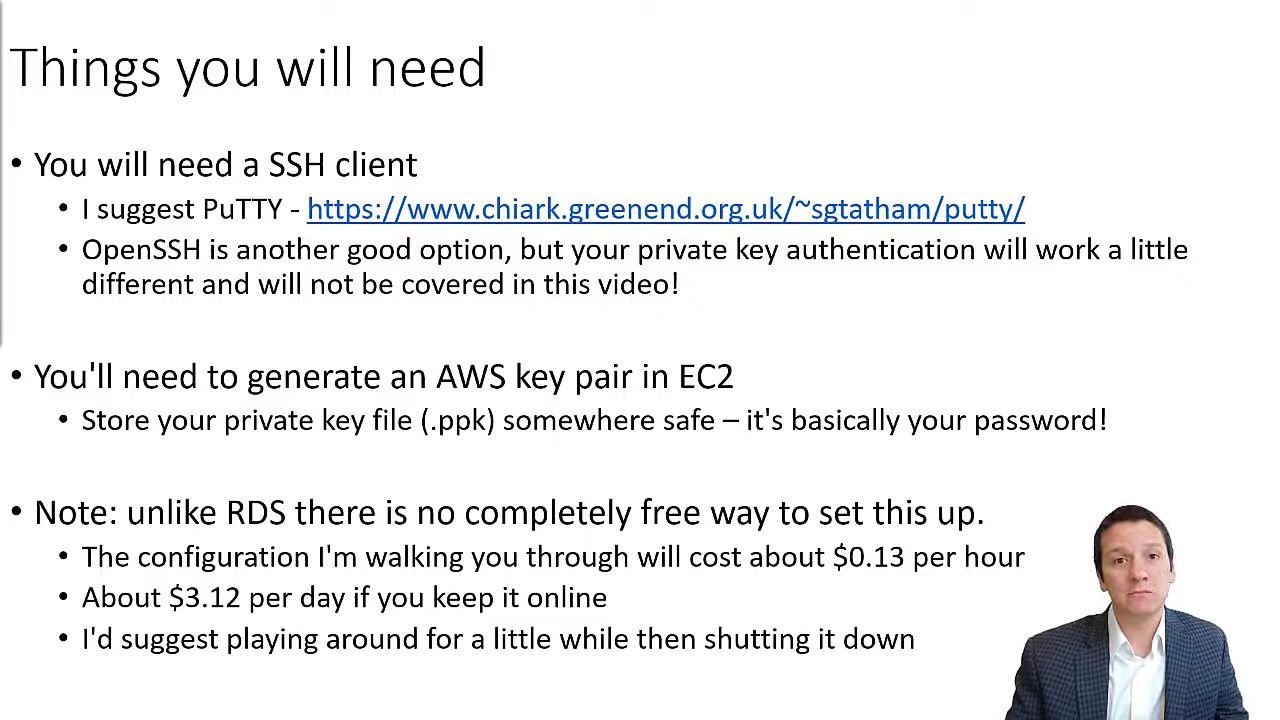 Things you will need
• You will need a SSH client
• I suggest PuTTY - https://www.chiark.greenend.org.uk/~sgtatham/putty/
• OpenSSH is another good option, but your private key authentication will work a little
different and will not be covered in this video!
• You'll need to generate an AWS key pair in EC2
• Store your private key file (.ppk) somewhere safe – it's basically your password!
• Note: unlike RDS there is no completely free way to set this up.
• The configuration I'm walking you through will cost about $0.13 per hour
• About $3.12 per day if you keep it online
• I'd suggest playing around for a little while then shutting it down